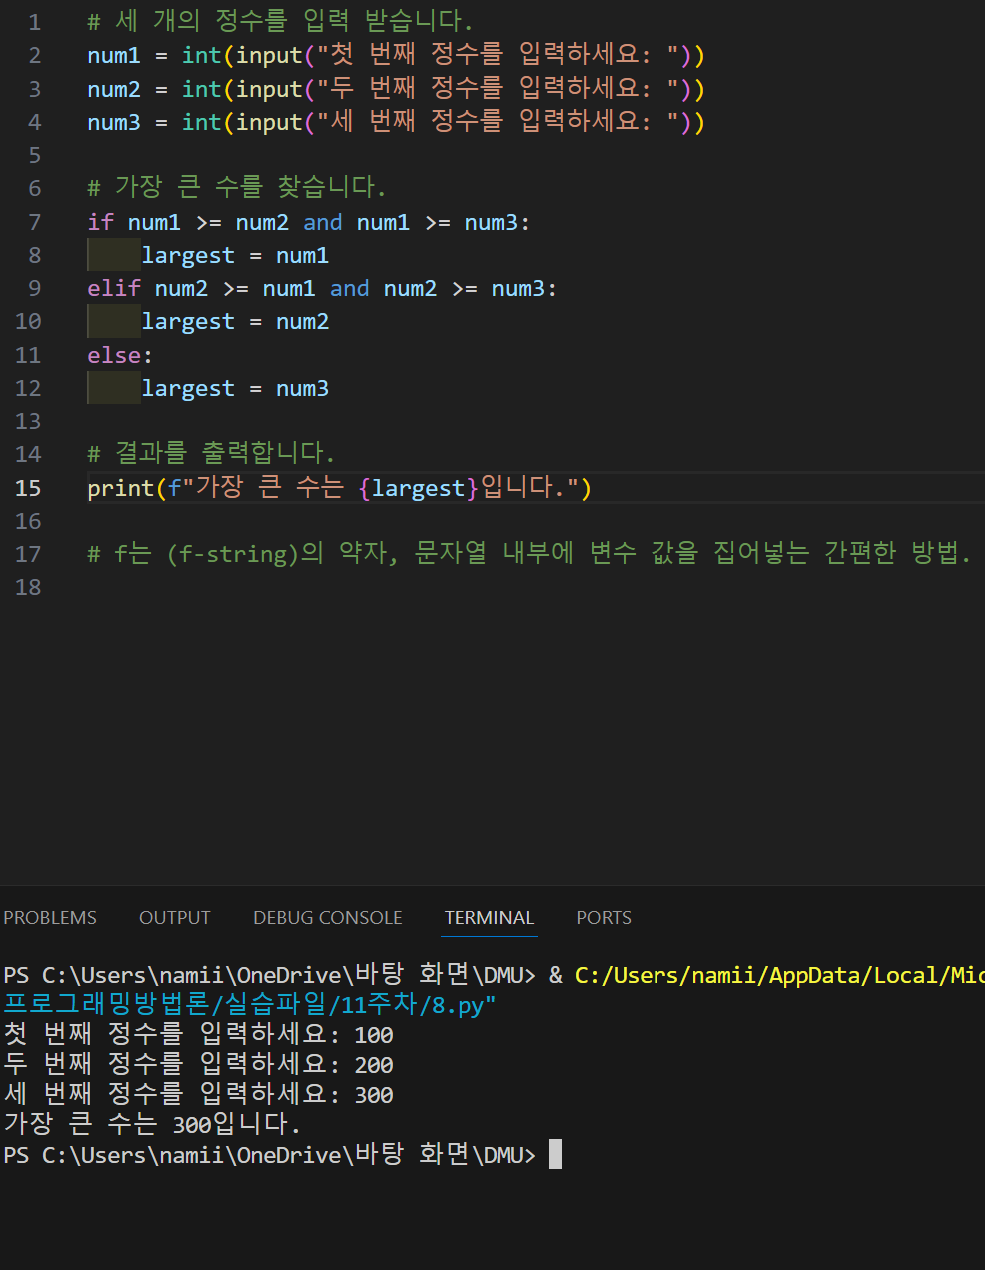 1 # 세 개의 정수를 입력 받습니다.
2 num1 = int(input("첫 번째 정수를 입력하세요: "))
3 num2 = int(input("두 번째 정수를 입력하세요: "))
4 num3 = int(input("세 번째 정수를 입력하세요: "))
5
6 # 가장 큰 수를 찾습니다.
7 if num1 >= num2 and num1 >= num3:
8     largest = num1
9 elif num2 >= num1 and num2 >= num3:
10     largest = num2
11 else:
12     largest = num3
13
14 # 결과를 출력합니다.
15 print(f"가장 큰 수는 {largest}입니다.")
16
17 # f는 (f-string)의 약자, 문자열 내부에 변수 값을 집어넣는 간편한 방법.
18
PROBLEMS OUTPUT DEBUG CONSOLE TERMINAL PORTS
PS C:\Users\namii\OneDrive\바탕 화면\DMU> & C:/Users/namii/AppData/Local/Mic
프로그래밍방법론/실습파일/11주차/8.py"
첫 번째 정수를 입력하세요: 100
두 번째 정수를 입력하세요: 200
세 번째 정수를 입력하세요: 300
가장 큰 수는 300입니다.
PS C:\Users\namii\OneDrive\바탕 화면\DMU>